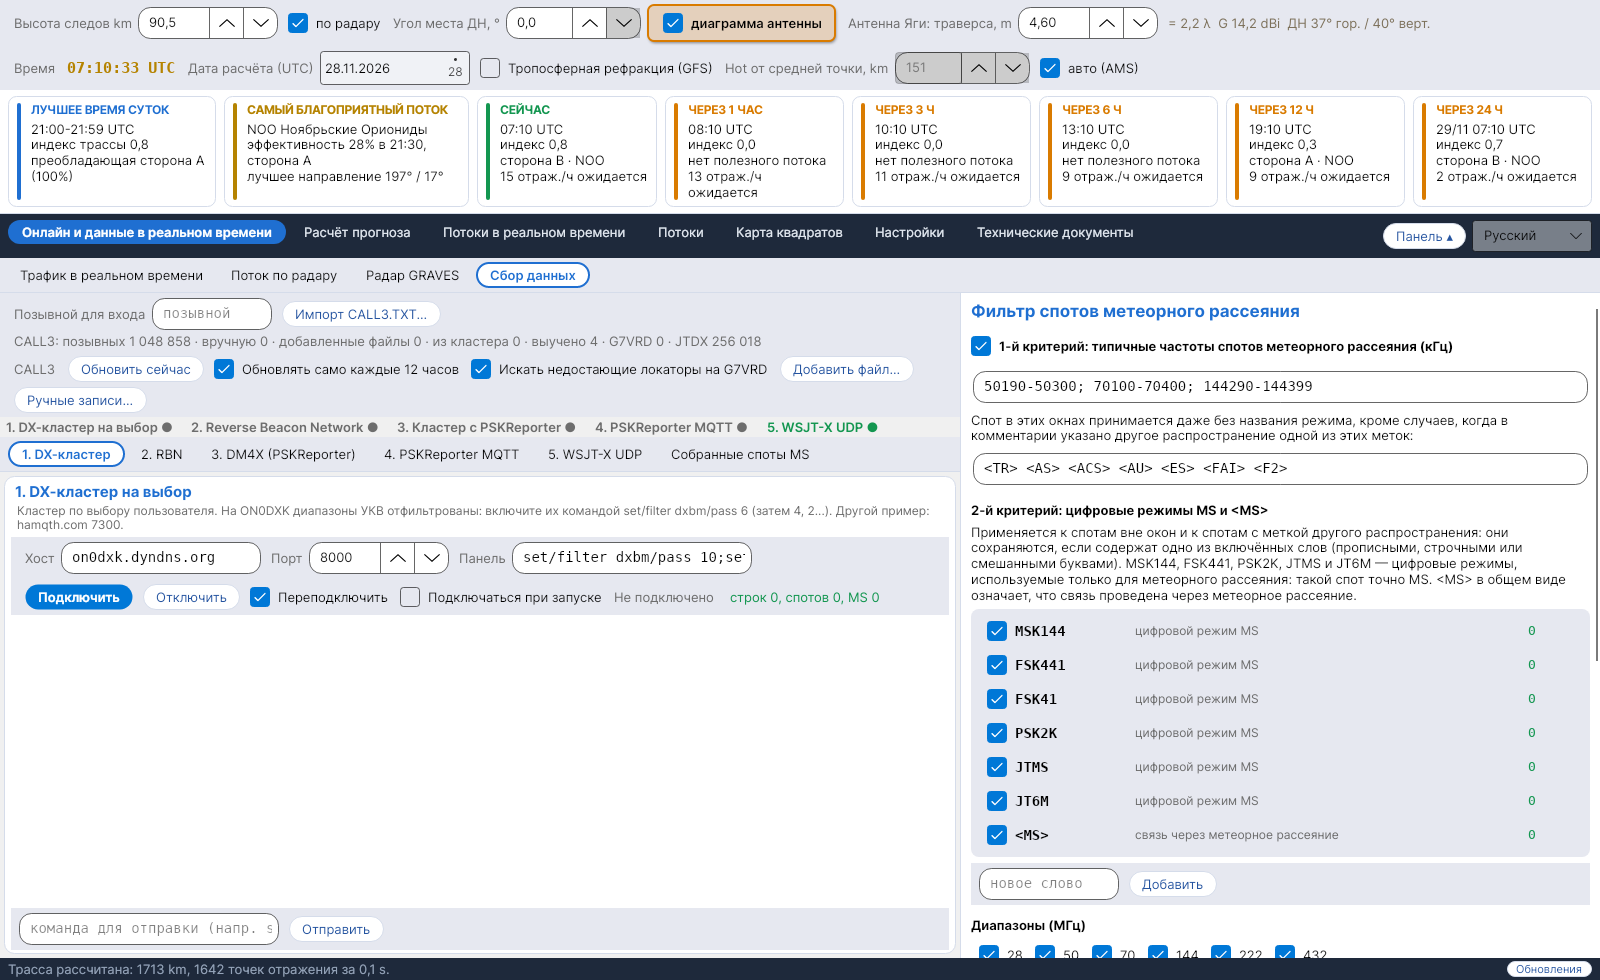 Высота следов km 90,5 по радару Угол места ДН, ° 0,0 диаграмма антенны Антенна Яги: траверса, m 4,60 = 2,2 λ G 14,2 dBi ДН 37° гор. / 40° верт.
Время 07:10:33 UTC Дата расчёта (UTC) 28.11.2026 28 Тропосферная рефракция (GFS) Hot от средней точки, km 151 авто (AMS)
ЛУЧШЕЕ ВРЕМЯ СУТОК
21:00-21:59 UTC
индекс трассы 0,8
преобладающая сторона A
(100%)
САМЫЙ БЛАГОПРИЯТНЫЙ ПОТОК
NOO Ноябрьские Ориониды
эффективность 28% в 21:30,
сторона A
лучшее направление 197° / 17°
СЕЙЧАС
07:10 UTC
индекс 0,8
сторона B · NOO
15 отраж./ч ожидается
ЧЕРЕЗ 1 ЧАС
08:10 UTC
индекс 0,0
нет полезного потока
13 отраж./ч
ожидается
ЧЕРЕЗ 3 Ч
10:10 UTC
индекс 0,0
нет полезного потока
11 отраж./ч ожидается
ЧЕРЕЗ 6 Ч
13:10 UTC
индекс 0,0
нет полезного потока
9 отраж./ч ожидается
ЧЕРЕЗ 12 Ч
19:10 UTC
индекс 0,3
сторона A · NOO
9 отраж./ч ожидается
ЧЕРЕЗ 24 Ч
29/11 07:10 UTC
индекс 0,7
сторона B · NOO
2 отраж./ч ожидается
Онлайн и данные в реальном времени Расчёт прогноза Потоки в реальном времени Потоки Карта квадратов Настройки Технические документы Панель ▴ Русский
Трафик в реальном времени Поток по радару Радар GRAVES Сбор данных
Позывной для входа позывной Импорт CALL3.TXT...
CALL3: позывных 1 048 858 · вручную 0 · добавленные файлы 0 · из кластера 0 · выучено 4 · G7VRD 0 · JTDX 256 018
CALL3 Обновить сейчас Обновлять само каждые 12 часов Искать недостающие локаторы на G7VRD Добавить файл...
Ручные записи...
1. DX-кластер на выбор ● 2. Reverse Beacon Network ● 3. Кластер с PSKReporter ● 4. PSKReporter MQTT ● 5. WSJT-X UDP ●
1. DX-кластер 2. RBN 3. DM4X (PSKReporter) 4. PSKReporter MQTT 5. WSJT-X UDP Собранные споты MS
1. DX-кластер на выбор
Кластер по выбору пользователя. На ON0DXK диапазоны УКВ отфильтрованы: включите их командой set/filter dxbm/pass 6 (затем 4, 2...). Другой пример:
hamqth.com 7300.
Хост on0dxk.dyndns.org Порт 8000 Панель set/filter dxbm/pass 10;se
Подключить Отключить Переподключить Подключаться при запуске Не подключено строк 0, спотов 0, MS 0
команда для отправки (напр. s
Отправить
Фильтр спотов метеорного рассеяния
1-й критерий: типичные частоты спотов метеорного рассеяния (кГц)
50190-50300; 70100-70400; 144290-144399
Спот в этих окнах принимается даже без названия режима, кроме случаев, когда в
комментарии указано другое распространение одной из этих меток:
<TR> <AS> <ACS> <AU> <ES> <FAI> <F2>
2-й критерий: цифровые режимы MS и <MS>
Применяется к спотам вне окон и к спотам с меткой другого распространения: они
сохраняются, если содержат одно из включённых слов (прописными, строчными или
смешанными буквами). MSK144, FSK441, PSK2K, JTMS и JT6M — цифровые режимы,
используемые только для метеорного рассеяния: такой спот точно MS. <MS> в общем виде
означает, что связь проведена через метеорное рассеяние.
MSK144 цифровой режим MS 0
FSK441 цифровой режим MS 0
FSK41 цифровой режим MS 0
PSK2K цифровой режим MS 0
JTMS цифровой режим MS 0
JT6M цифровой режим MS 0
<MS> связь через метеорное рассеяние 0
новое слово Добавить
Диапазоны (МГц)
28 50 70 144 222 432
Трасса рассчитана: 1713 km, 1642 точек отражения за 0,1 s.
Обновления